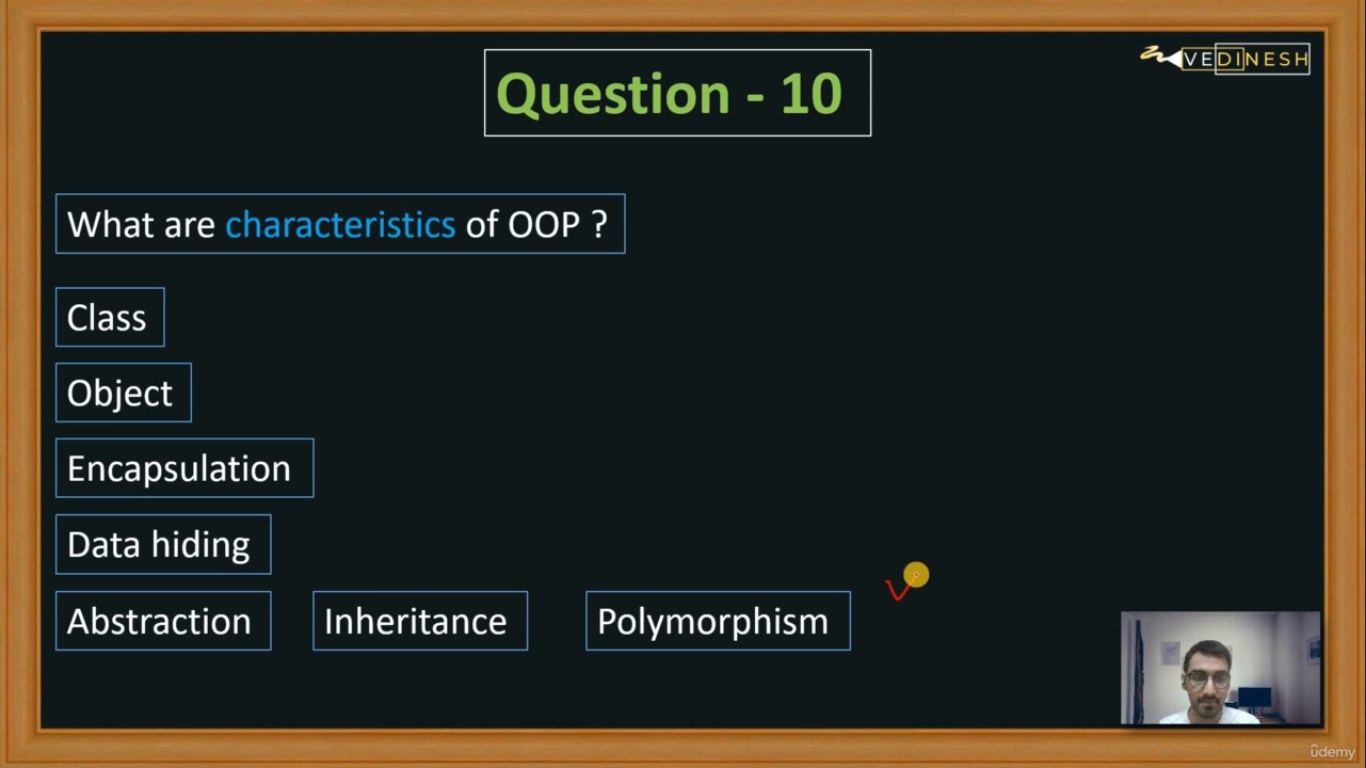 VEDINESH
Question - 10
What are characteristics of OOP ?
Class
Object
Encapsulation
Data hiding
Abstraction Inheritance Polymorphism
ûdemy